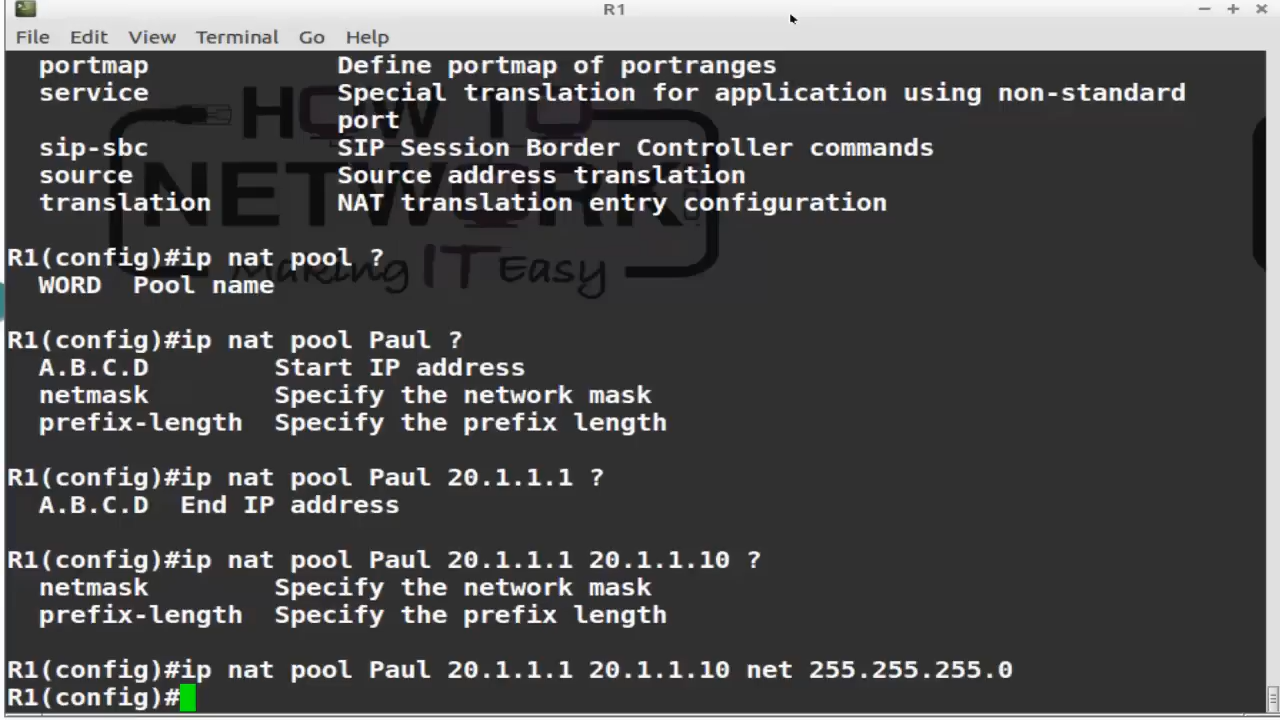 R1
File Edit View Terminal Go Help
portmap Define portmap of portranges
service Special translation for application using non-standard
port
sip-sbc SIP Session Border Controller commands
source Source address translation
translation NAT translation entry configuration
HOW TO
NETWORK
Making IT Easy
R1(config)#ip nat pool ?
WORD Pool name
R1(config)#ip nat pool Paul ?
A.B.C.D Start IP address
netmask Specify the network mask
prefix-length Specify the prefix length
R1(config)#ip nat pool Paul 20.1.1.1 ?
A.B.C.D End IP address
R1(config)#ip nat pool Paul 20.1.1.1 20.1.1.10 ?
netmask Specify the network mask
prefix-length Specify the prefix length
R1(config)#ip nat pool Paul 20.1.1.1 20.1.1.10 net 255.255.255.0
R1(config)#